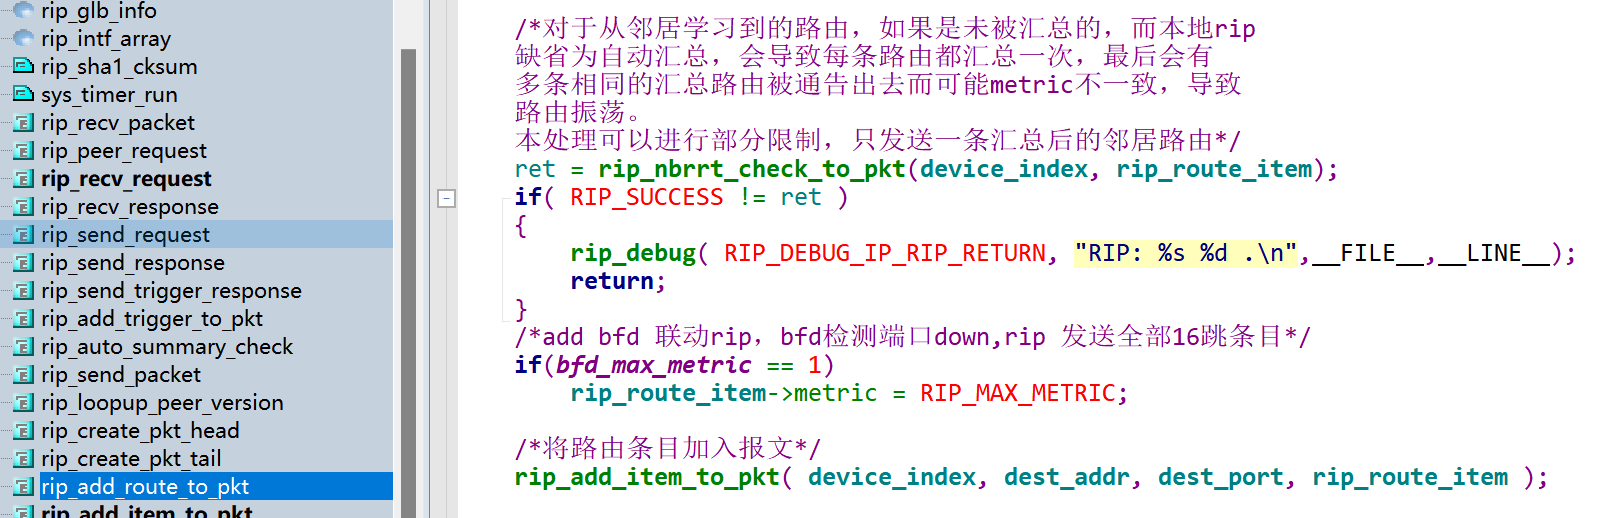 rip_glb_info
rip_intf_array
rip_sha1_cksum
sys_timer_run
rip_recv_packet
rip_peer_request
rip_recv_request
rip_recv_response
rip_send_request
rip_send_response
rip_send_trigger_response
rip_add_trigger_to_pkt
rip_auto_summary_check
rip_send_packet
rip_loopup_peer_version
rip_create_pkt_head
rip_create_pkt_tail
rip_add_route_to_pkt
rip_add_item_to_pkt
/*对于从邻居学习到的路由，如果是未被汇总的，而本地rip
缺省为自动汇总，会导致每条路由都汇总一次，最后会有
多条相同的汇总路由被通告出去而可能metric不一致，导致
路由振荡。
本处理可以进行部分限制，只发送一条汇总后的邻居路由*/
ret = rip_nbrrt_check_to_pkt(device_index, rip_route_item);
if( RIP_SUCCESS != ret )
{
rip_debug( RIP_DEBUG_IP_RIP_RETURN, "RIP: %s %d .\n",__FILE__,__LINE__);
return;
}
/*add bfd 联动rip，bfd检测端口down,rip 发送全部16跳条目*/
if(bfd_max_metric == 1)
rip_route_item->metric = RIP_MAX_METRIC;
/*将路由条目加入报文*/
rip_add_item_to_pkt( device_index, dest_addr, dest_port, rip_route_item );